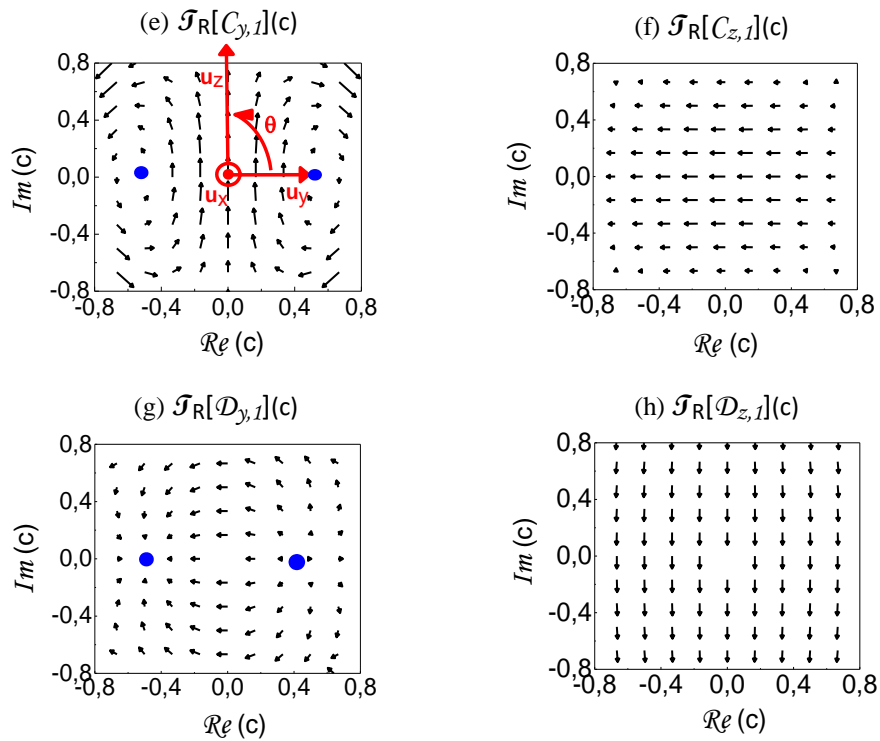 (e) 𝓣R[Cy,1](c)
(f) 𝓣R[Cz,1](c)
0,8
0,4
0,0
-0,4
-0,8
Im (c)
uz
θ
ux
uy
-0,8 -0,4 0,0 0,4 0,8
Re (c)
0,8
0,4
0,0
-0,4
-0,8
Im (c)
-0,8 -0,4 0,0 0,4 0,8
Re (c)
(g) 𝓣R[𝒟y,1](c)
(h) 𝓣R[𝒟z,1](c)
0,8
0,4
0,0
-0,4
-0,8
Im (c)
-0,8 -0,4 0,0 0,4 0,8
Re (c)
0,8
0,4
0,0
-0,4
-0,8
Im (c)
-0,8 -0,4 0,0 0,4 0,8
Re (c)